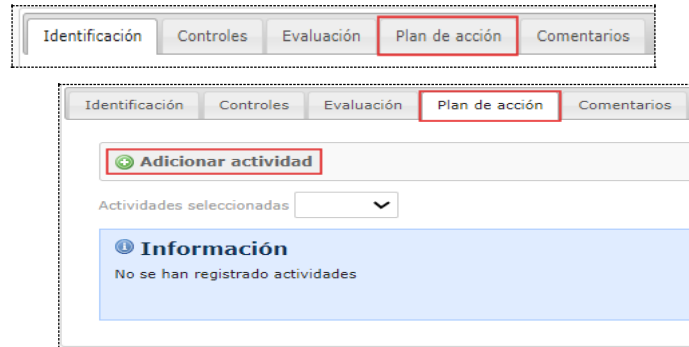 Identificación Controles Evaluación Plan de acción Comentarios
Identificación Controles Evaluación Plan de acción Comentarios
Adicionar actividad
Actividades seleccionadas
Información
No se han registrado actividades